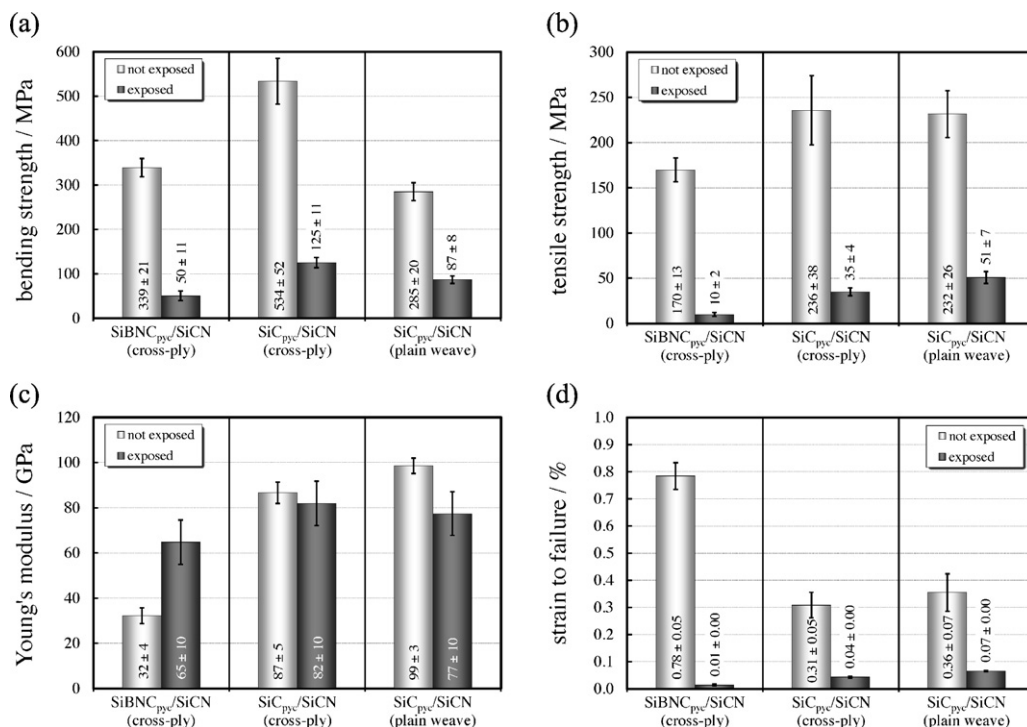 (a)
bending strength / MPa
600
500
400
300
200
100
0
not exposed
exposed
339 ± 21
50 ± 11
534 ± 52
125 ± 11
285 ± 20
87 ± 8
SiBNCpyc/SiCN
(cross-ply)
SiCpyc/SiCN
(cross-ply)
SiCpyc/SiCN
(plain weave)
(b)
tensile strength / MPa
300
250
200
150
100
50
0
not exposed
exposed
170 ± 13
10 ± 2
236 ± 38
35 ± 4
232 ± 26
51 ± 7
SiBNCpyc/SiCN
(cross-ply)
SiCpyc/SiCN
(cross-ply)
SiCpyc/SiCN
(plain weave)
(c)
Young's modulus / GPa
120
100
80
60
40
20
0
not exposed
exposed
32 ± 4
65 ± 10
87 ± 5
82 ± 10
99 ± 3
77 ± 10
SiBNCpyc/SiCN
(cross-ply)
SiCpyc/SiCN
(cross-ply)
SiCpyc/SiCN
(plain weave)
(d)
strain to failure / %
1.0
0.9
0.8
0.7
0.6
0.5
0.4
0.3
0.2
0.1
0.0
not exposed
exposed
0.78 ± 0.05
0.01 ± 0.00
0.31 ± 0.05
0.04 ± 0.00
0.36 ± 0.07
0.07 ± 0.00
SiBNCpyc/SiCN
(cross-ply)
SiCpyc/SiCN
(cross-ply)
SiCpyc/SiCN
(plain weave)